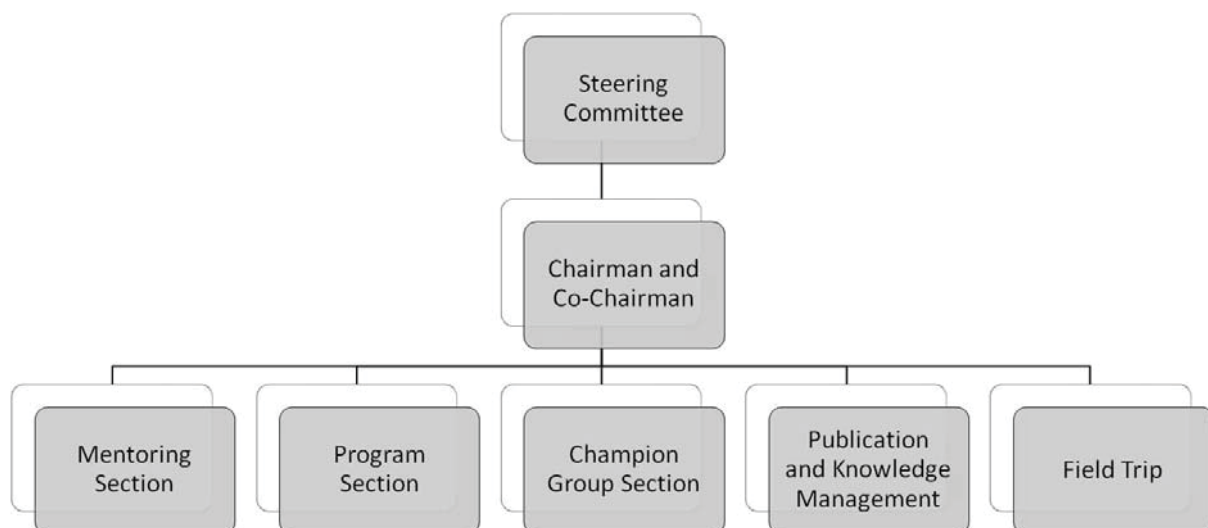 Steering
Committee
Chairman and
Co-Chairman
Mentoring
Section
Program
Section
Champion
Group Section
Publication
and Knowledge
Management
Field Trip